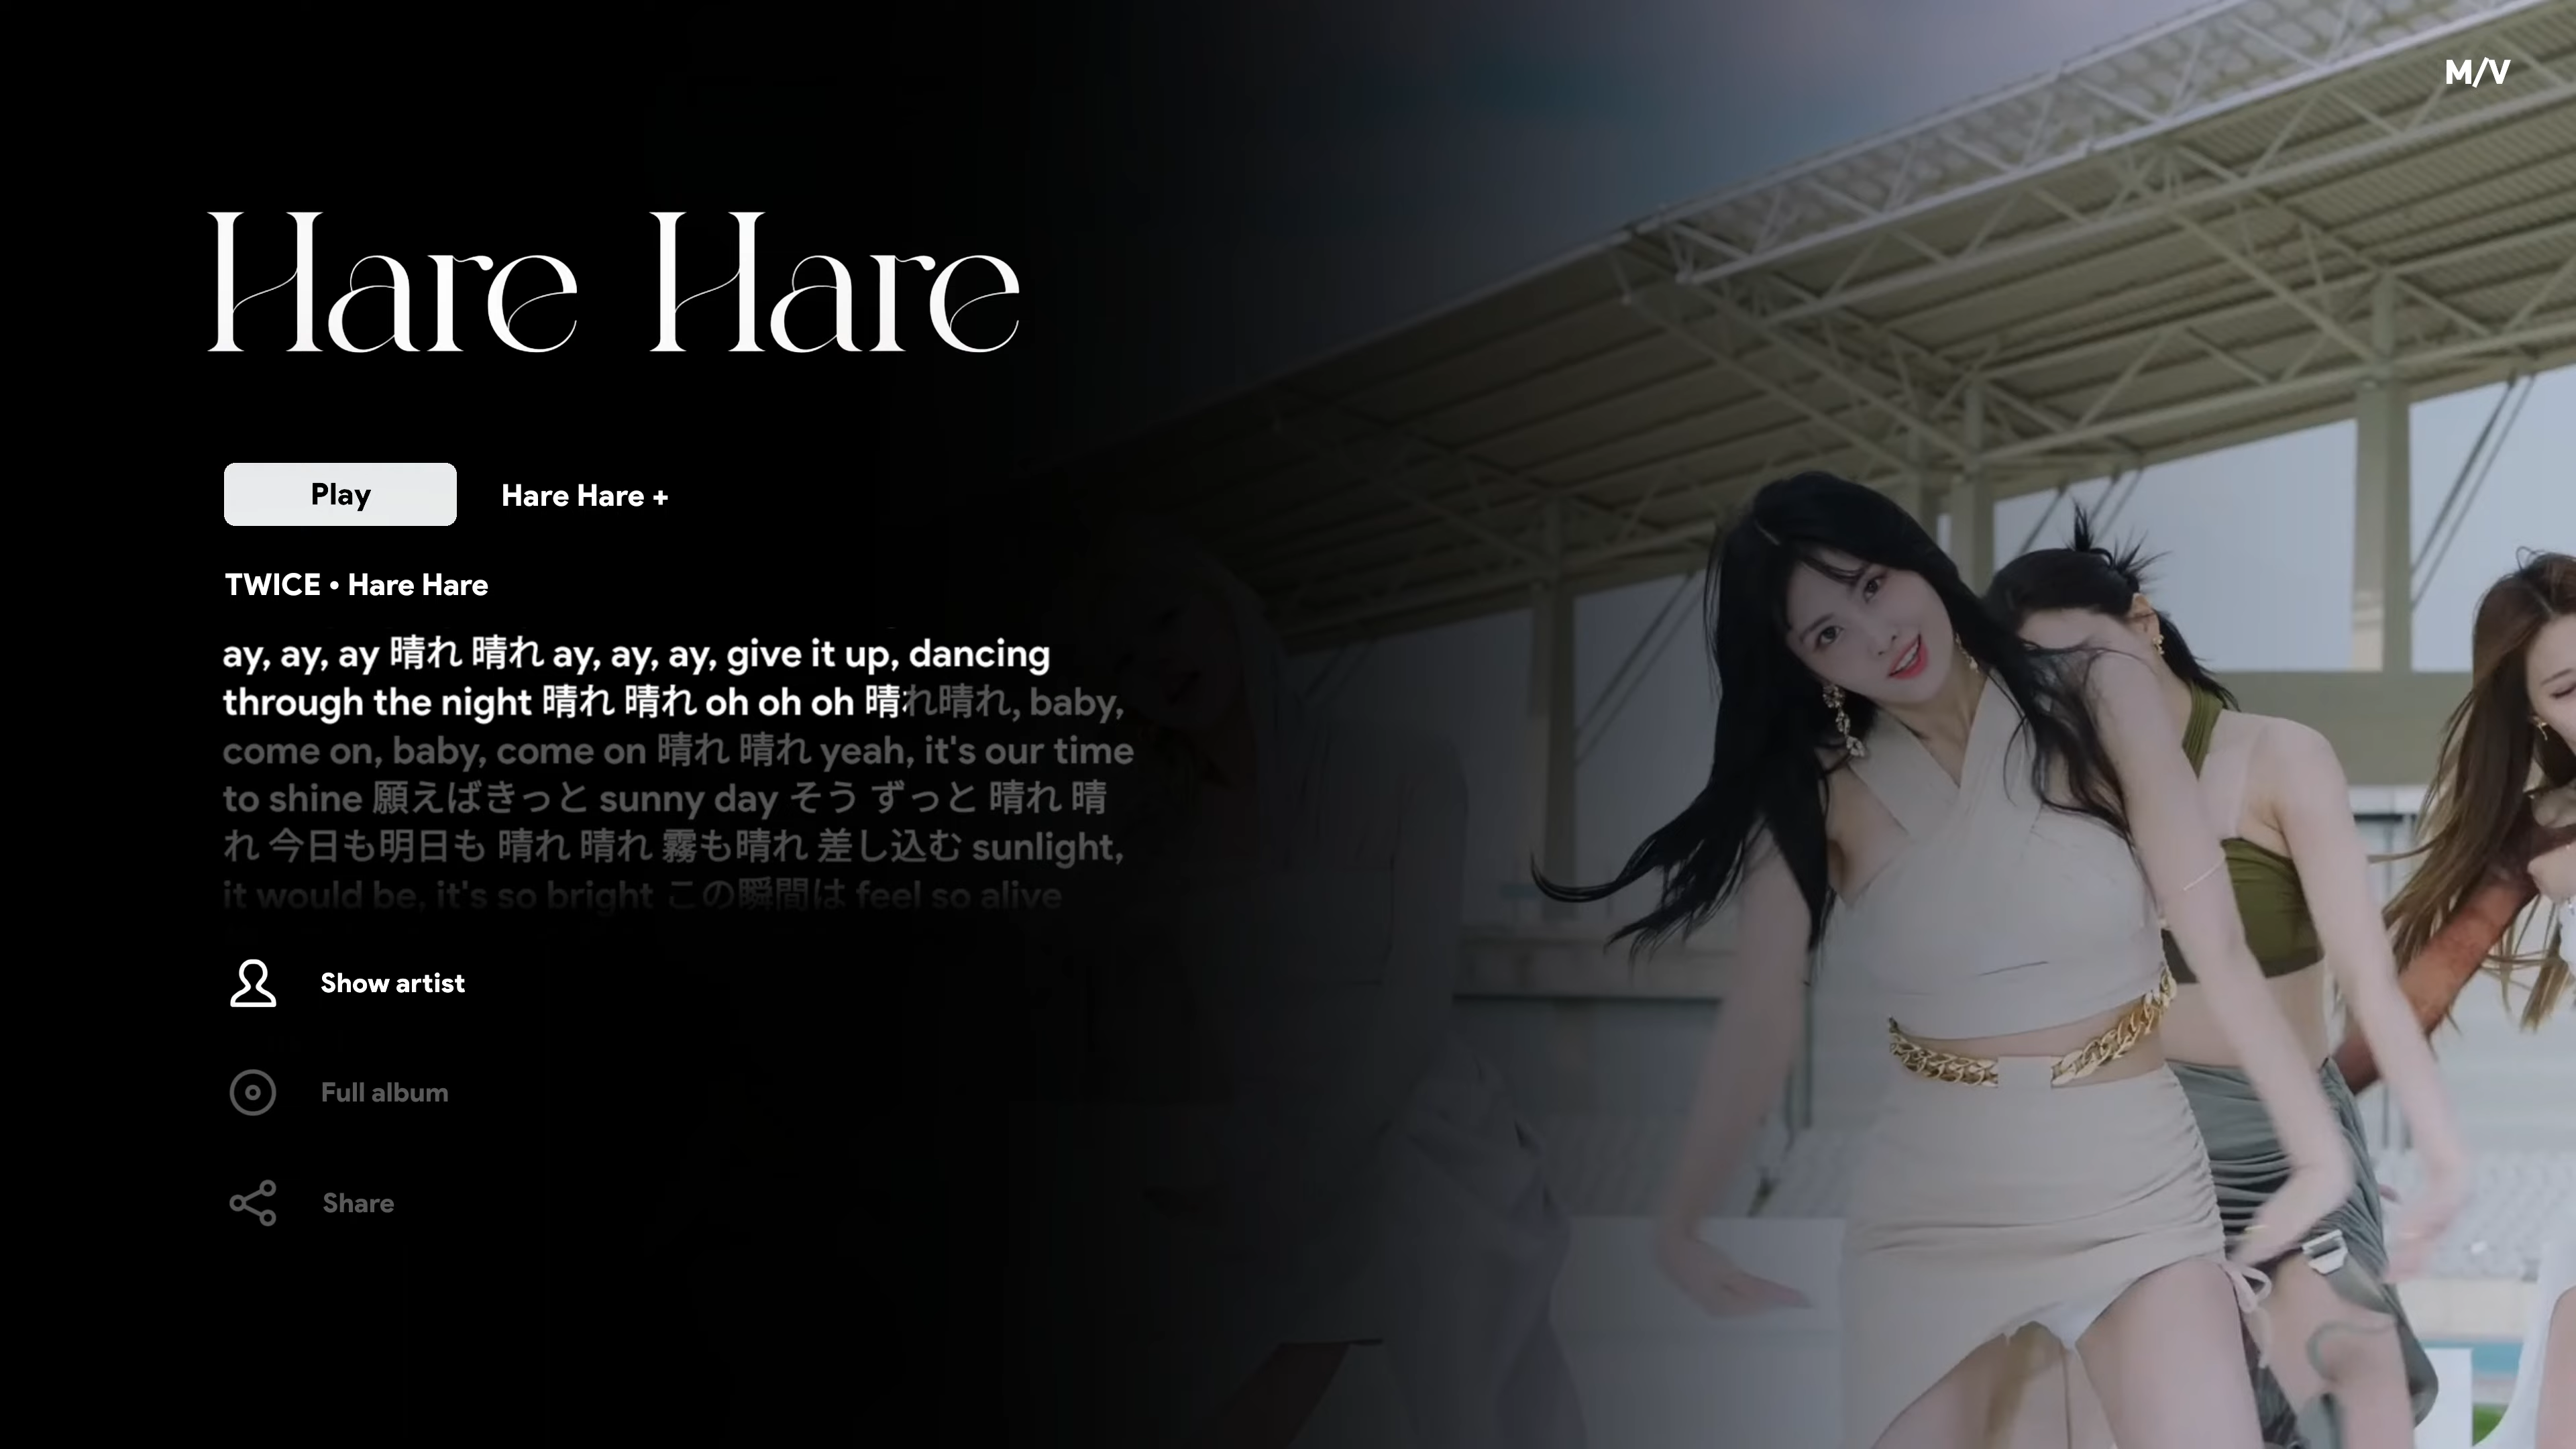 M/V
Hare Hare
Play
Hare Hare +
TWICE • Hare Hare
ay, ay, ay 晴れ 晴れ ay, ay, ay, give it up, dancing
through the night 晴れ 晴れ oh oh oh 晴れ晴れ, baby,
come on, baby, come on 晴れ 晴れ yeah, it's our time
to shine 願えばきっと sunny day そう ずっと 晴れ 晴
れ 今日も明日も 晴れ 晴れ 霧も晴れ 差し込む sunlight,
it would be, it's so bright この瞬間は feel so alive
Show artist
Full album
Share